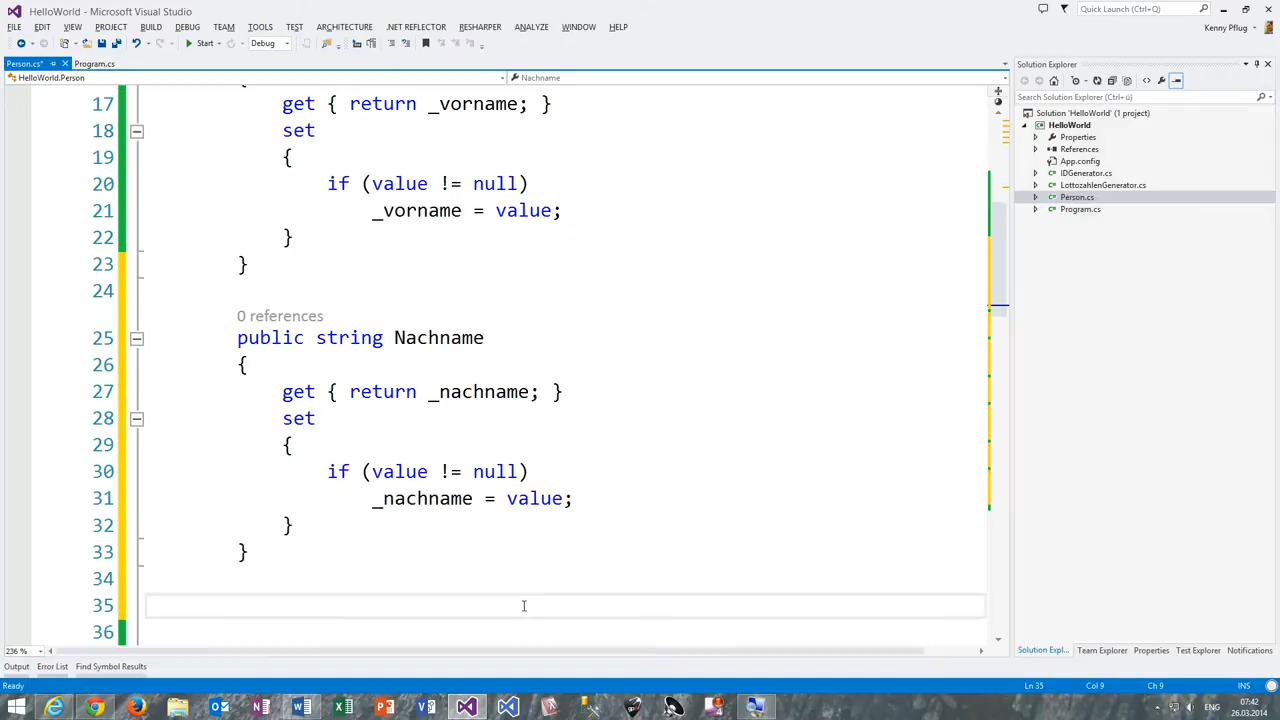 HelloWorld - Microsoft Visual Studio
Quick Launch (Ctrl+Q)
FILE EDIT VIEW PROJECT BUILD DEBUG TEAM TOOLS TEST ARCHITECTURE .NET REFLECTOR RESHARPER ANALYZE WINDOW HELP
Kenny Pflug
Start Debug
Person.cs* Program.cs
HelloWorld.Person Nachname
{
17 get { return _vorname; }
18 set
19 {
20 if (value != null)
21 _vorname = value;
22 }
23 }
24
0 references
25 public string Nachname
26 {
27 get { return _nachname; }
28 set
29 {
30 if (value != null)
31 _nachname = value;
32 }
33 }
34
35
36
236 %
Solution Explorer
Search Solution Explorer (Ctrl+ü)
Solution 'HelloWorld' (1 project)
HelloWorld
Properties
References
App.config
IDGenerator.cs
LottozahlenGenerator.cs
Person.cs
Program.cs
Solution Expl... Team Explorer Properties Test Explorer Notifications
Output Error List Find Symbol Results
Ready Ln 35 Col 9 Ch 9 INS
07:42
26.03.2014